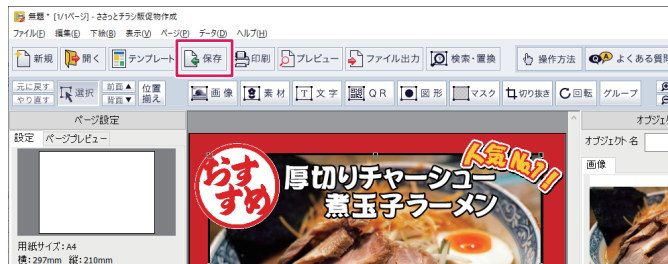 無題* [1/1ページ] - ささっとチラシ販促物作成
ファイル(F) 編集(E) 下絵(B) 表示(V) ページ(P) データ(D) ヘルプ(H)
新規 開く テンプレート 保存 印刷 プレビュー ファイル出力 検索・置換 操作方法 よくある質問
元に戻す やり直す 選択 前面▲ 背面▼ 位置揃え 画像 素材 T 文字 QR 図形 マスク 切り抜き 回転 グループ
ページ設定
設定 ページプレビュー
用紙サイズ:A4
横:297mm 縦:210mm
おすすめ
人気No.1!
厚切りチャーシュー
煮玉子ラーメン
オブジェ
オブジェクト名
画像